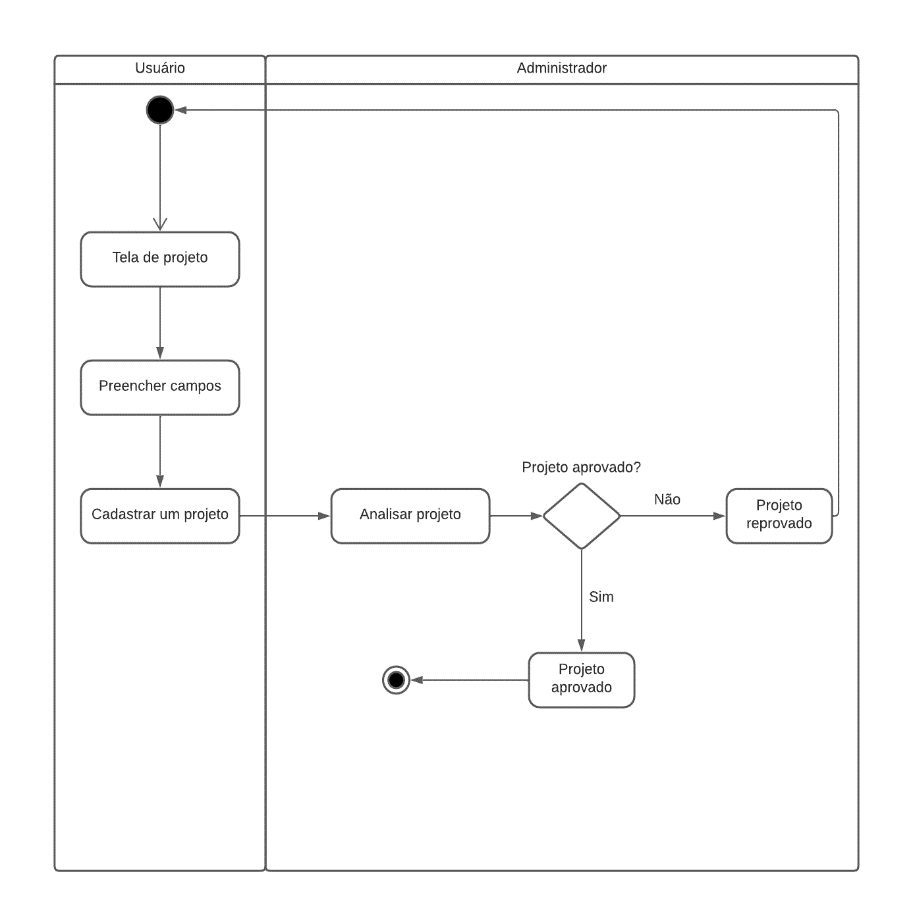 Usuário
Administrador
Tela de projeto
Preencher campos
Cadastrar um projeto
Analisar projeto
Projeto aprovado?
Não
Projeto
reprovado
Sim
Projeto
aprovado